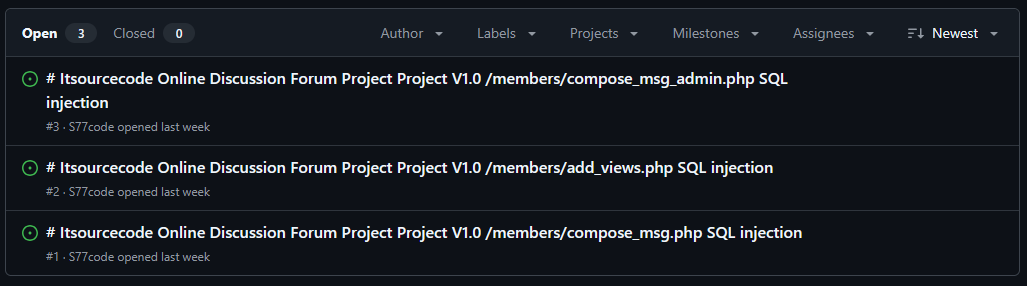 Open 3 Closed 0 Author Labels Projects Milestones Assignees Newest
# Itsourcecode Online Discussion Forum Project Project V1.0 /members/compose_msg_admin.php SQL
injection
#3 · S77code opened last week
# Itsourcecode Online Discussion Forum Project Project V1.0 /members/add_views.php SQL injection
#2 · S77code opened last week
# Itsourcecode Online Discussion Forum Project Project V1.0 /members/compose_msg.php SQL injection
#1 · S77code opened last week